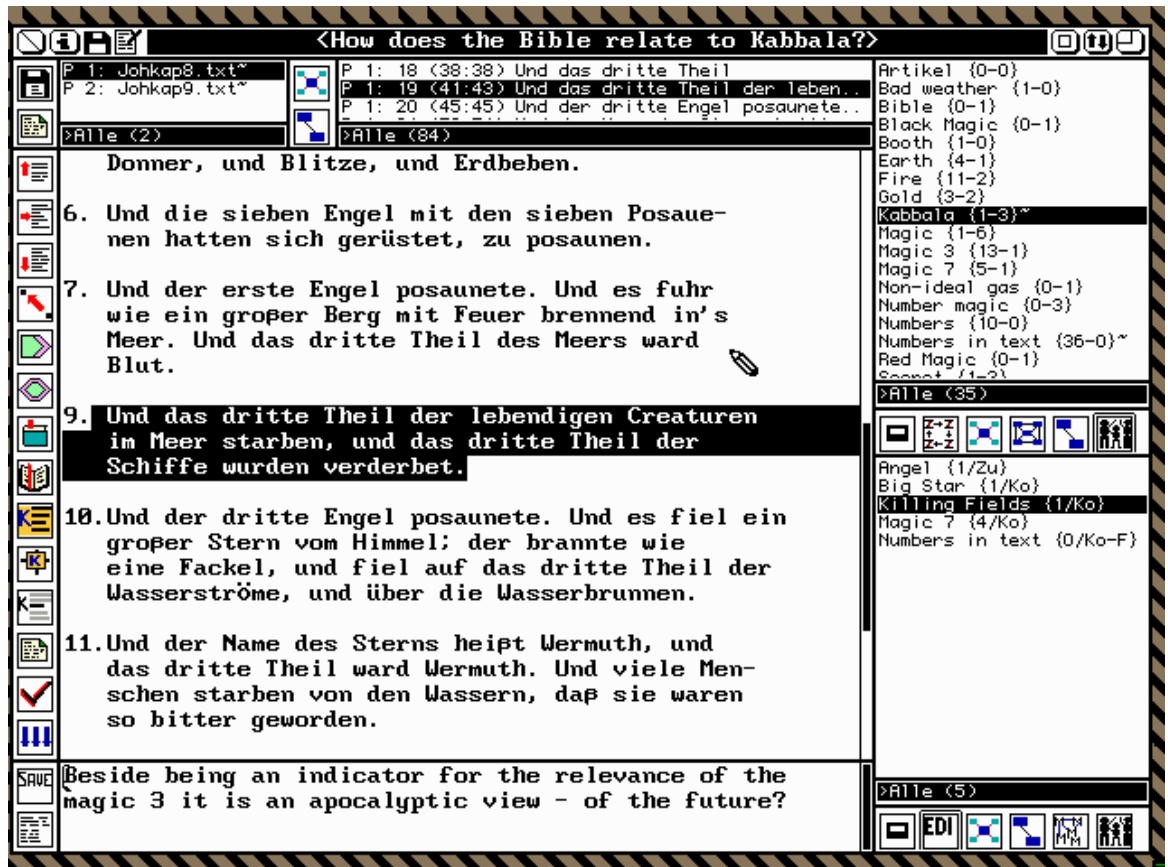 <How does the Bible relate to Kabbala?>
P 1: Johkap8.txt~
P 2: Johkap9.txt~
>Alle (2)
P 1: 18 (38:38) Und das dritte Theil
P 1: 19 (41:43) Und das dritte Theil der leben..
P 1: 20 (45:45) Und der dritte Engel posaunete..
>Alle (84)
Donner, und Blitze, und Erdbeben.
6. Und die sieben Engel mit den sieben Posaue-
nen hatten sich gerüstet, zu posaunen.
7. Und der erste Engel posaunete. Und es fuhr
wie ein großer Berg mit Feuer brennend in's
Meer. Und das dritte Theil des Meers ward
Blut.
9. Und das dritte Theil der lebendigen Creaturen
im Meer starben, und das dritte Theil der
Schiffe wurden verderbet.
10.Und der dritte Engel posaunete. Und es fiel ein
großer Stern vom Himmel; der brannte wie
eine Fackel, und fiel auf das dritte Theil der
Wasserströme, und über die Wasserbrunnen.
11.Und der Name des Sterns heißt Wermuth, und
das dritte Theil ward Wermuth. Und viele Men-
schen starben von den Wassern, daß sie waren
so bitter geworden.
SAVE
Beside being an indicator for the relevance of the
magic 3 it is an apocalyptic view - of the future?
Artikel {0-0}
Bad weather {1-0}
Bible {0-1}
Black Magic {0-1}
Booth {1-0}
Earth {4-1}
Fire {11-2}
Gold {3-2}
Kabbala {1-3}~
Magic {1-6}
Magic 3 {13-1}
Magic 7 {5-1}
Non-ideal gas {0-1}
Number magic {0-3}
Numbers {10-0}
Numbers in text {36-0}~
Red Magic {0-1}
>Alle (35)
Angel {1/Zu}
Big Star {1/Ko}
Killing Fields {1/Ko}
Magic 7 {4/Ko}
Numbers in text {0/Ko-F}
>Alle (5)
EDI